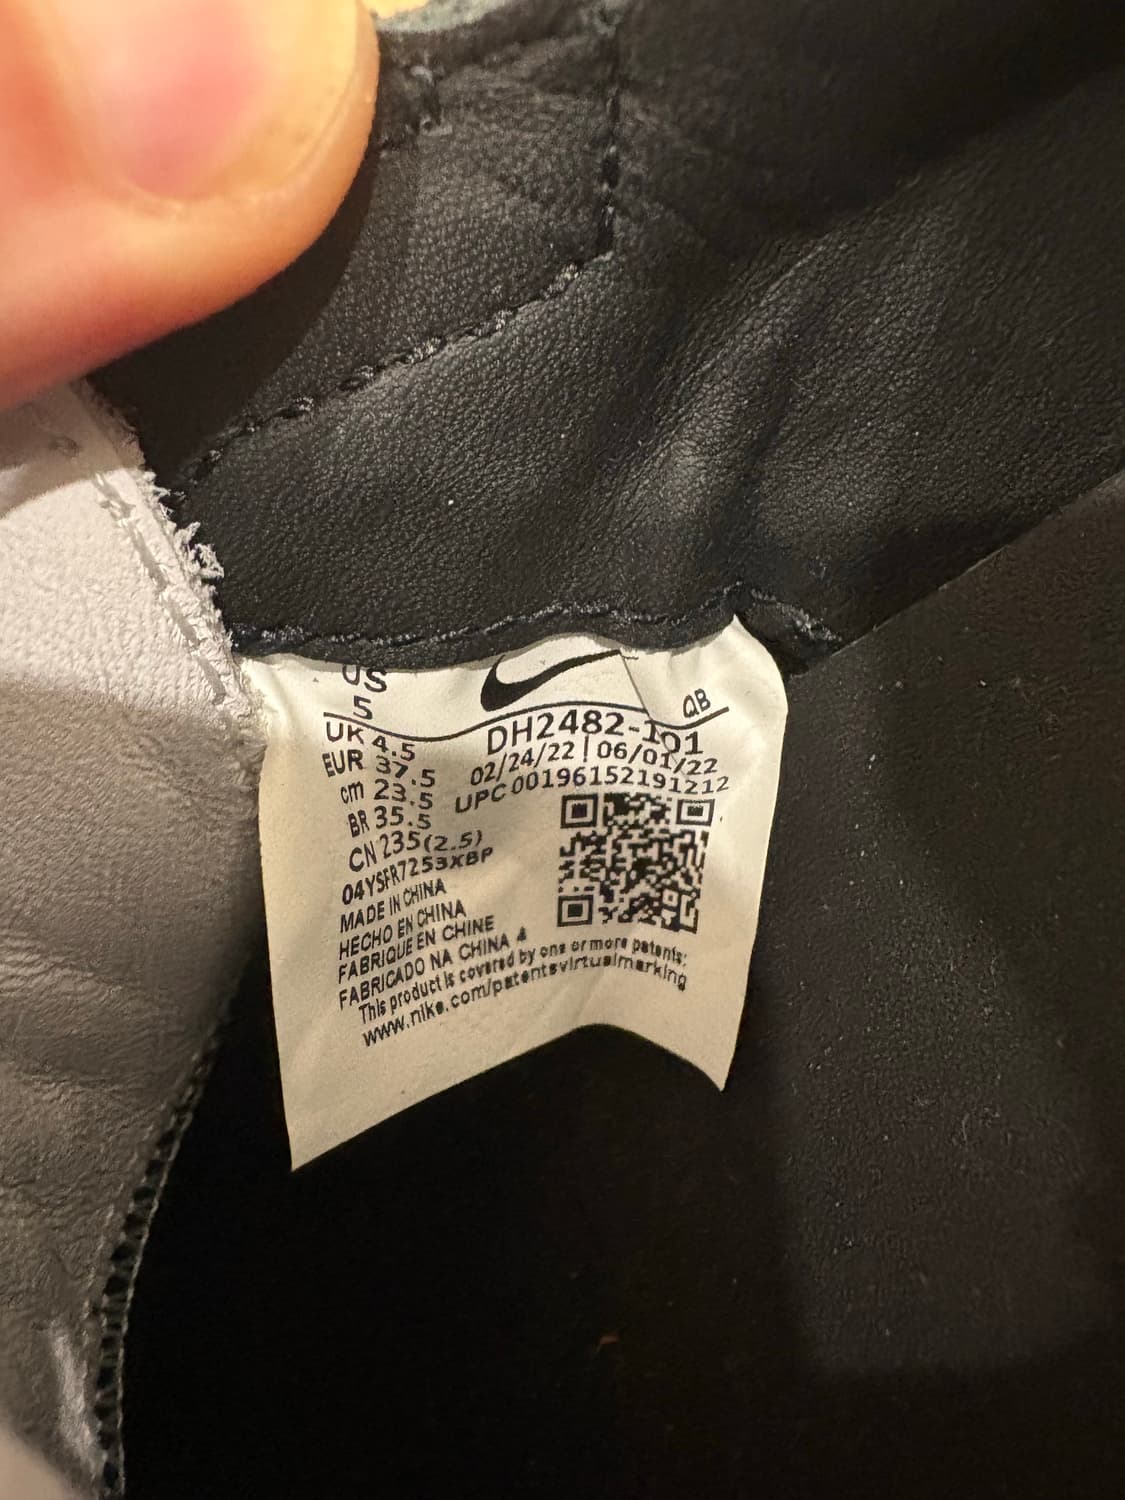 US
5
UK 4.5
EUR 37.5
cm 23.5
BR 35.5
CN 235(2.5)
04YSFR7253XBP
MADE IN CHINA
HECHO EN CHINA
FABRIQUE EN CHINE
FABRICADO NA CHINA 4
This product is covered by one or more patents:
www.nike.com/patentsvirtualmarking
QB
DH2482-101
02/24/22 | 06/01/22
UPC 00196152191212